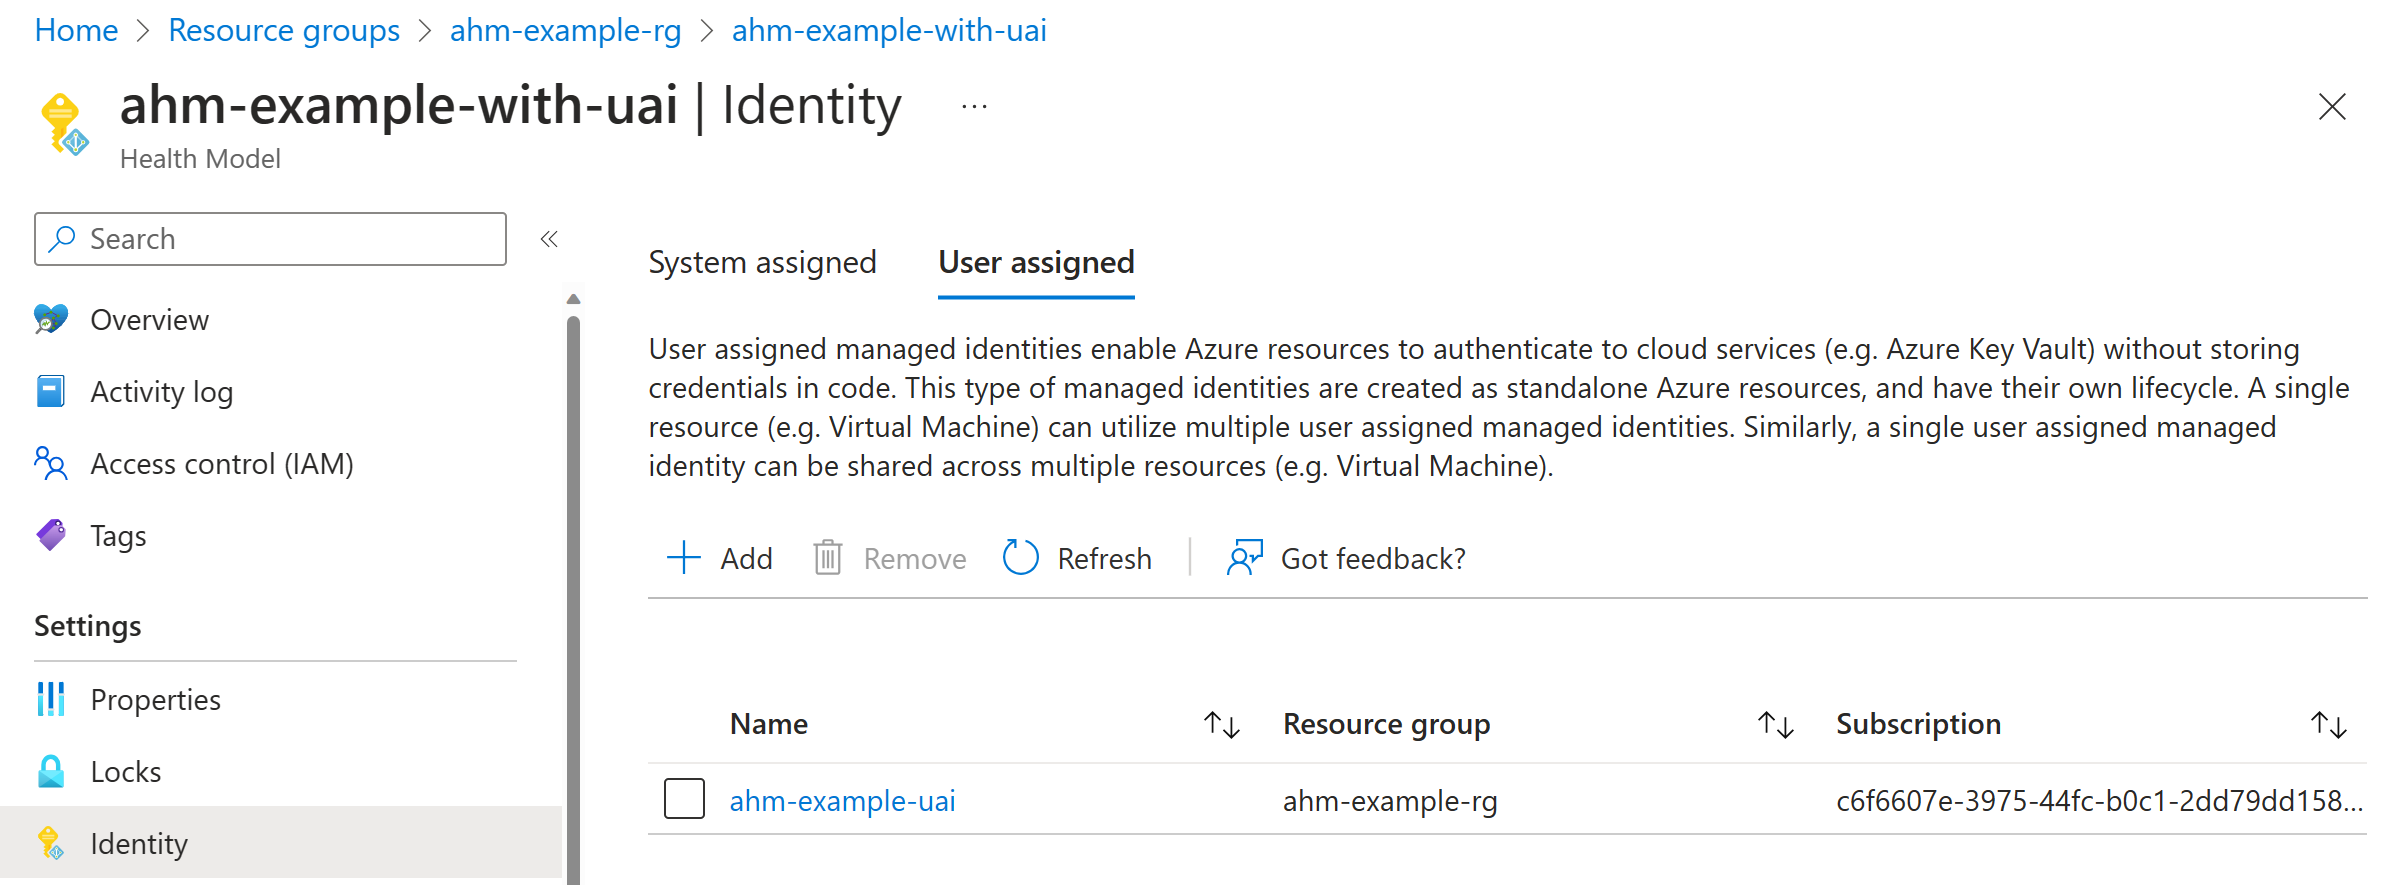 Home > Resource groups > ahm-example-rg > ahm-example-with-uai
ahm-example-with-uai | Identity ...
Health Model
Search «
Overview
Activity log
Access control (IAM)
Tags
Settings
Properties
Locks
Identity
System assigned User assigned
User assigned managed identities enable Azure resources to authenticate to cloud services (e.g. Azure Key Vault) without storing
credentials in code. This type of managed identities are created as standalone Azure resources, and have their own lifecycle. A single
resource (e.g. Virtual Machine) can utilize multiple user assigned managed identities. Similarly, a single user assigned managed
identity can be shared across multiple resources (e.g. Virtual Machine).
Add Remove Refresh Got feedback?
Name ↑↓ Resource group ↑↓ Subscription ↑↓
ahm-example-uai ahm-example-rg c6f6607e-3975-44fc-b0c1-2dd79dd158...